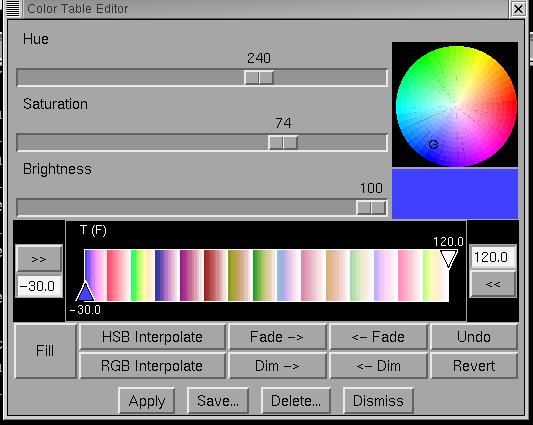 Color Table Editor
Hue
240
Saturation
74
Brightness
100
T (F)
120.0
>>
120.0
-30.0
<<
-30.0
Fill
HSB Interpolate
Fade ->
<- Fade
Undo
RGB Interpolate
Dim ->
<- Dim
Revert
Apply
Save...
Delete...
Dismiss